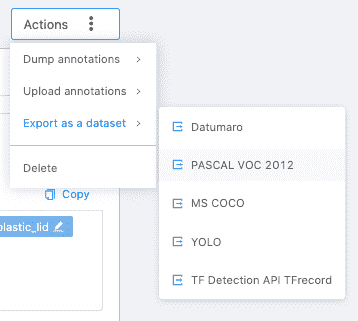 Actions
Dump annotations
Upload annotations
Export as a dataset
Delete
Datumaro
PASCAL VOC 2012
MS COCO
YOLO
TF Detection API TFrecord
Copy
plastic_lid